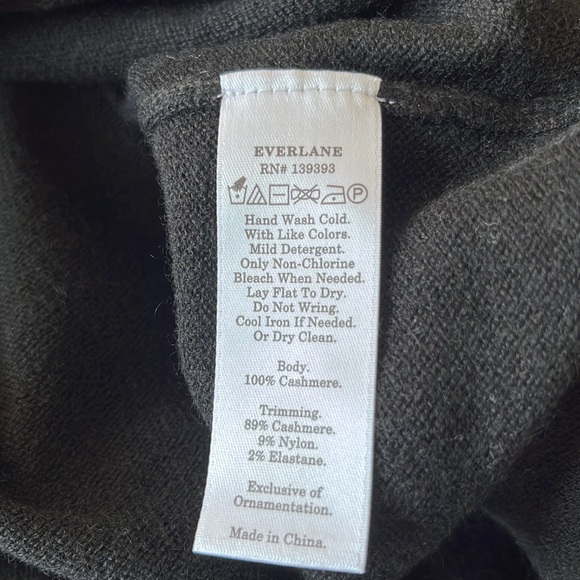 EVERLANE
RN# 139393
P
Hand Wash Cold.
With Like Colors.
Mild Detergent.
Only Non-Chlorine
Bleach When Needed.
Lay Flat To Dry.
Do Not Wring.
Cool Iron If Needed.
Or Dry Clean.
Body.
100% Cashmere.
Trimming.
89% Cashmere.
9% Nylon.
2% Elastane.
Exclusive of
Ornamentation.
Made in China.